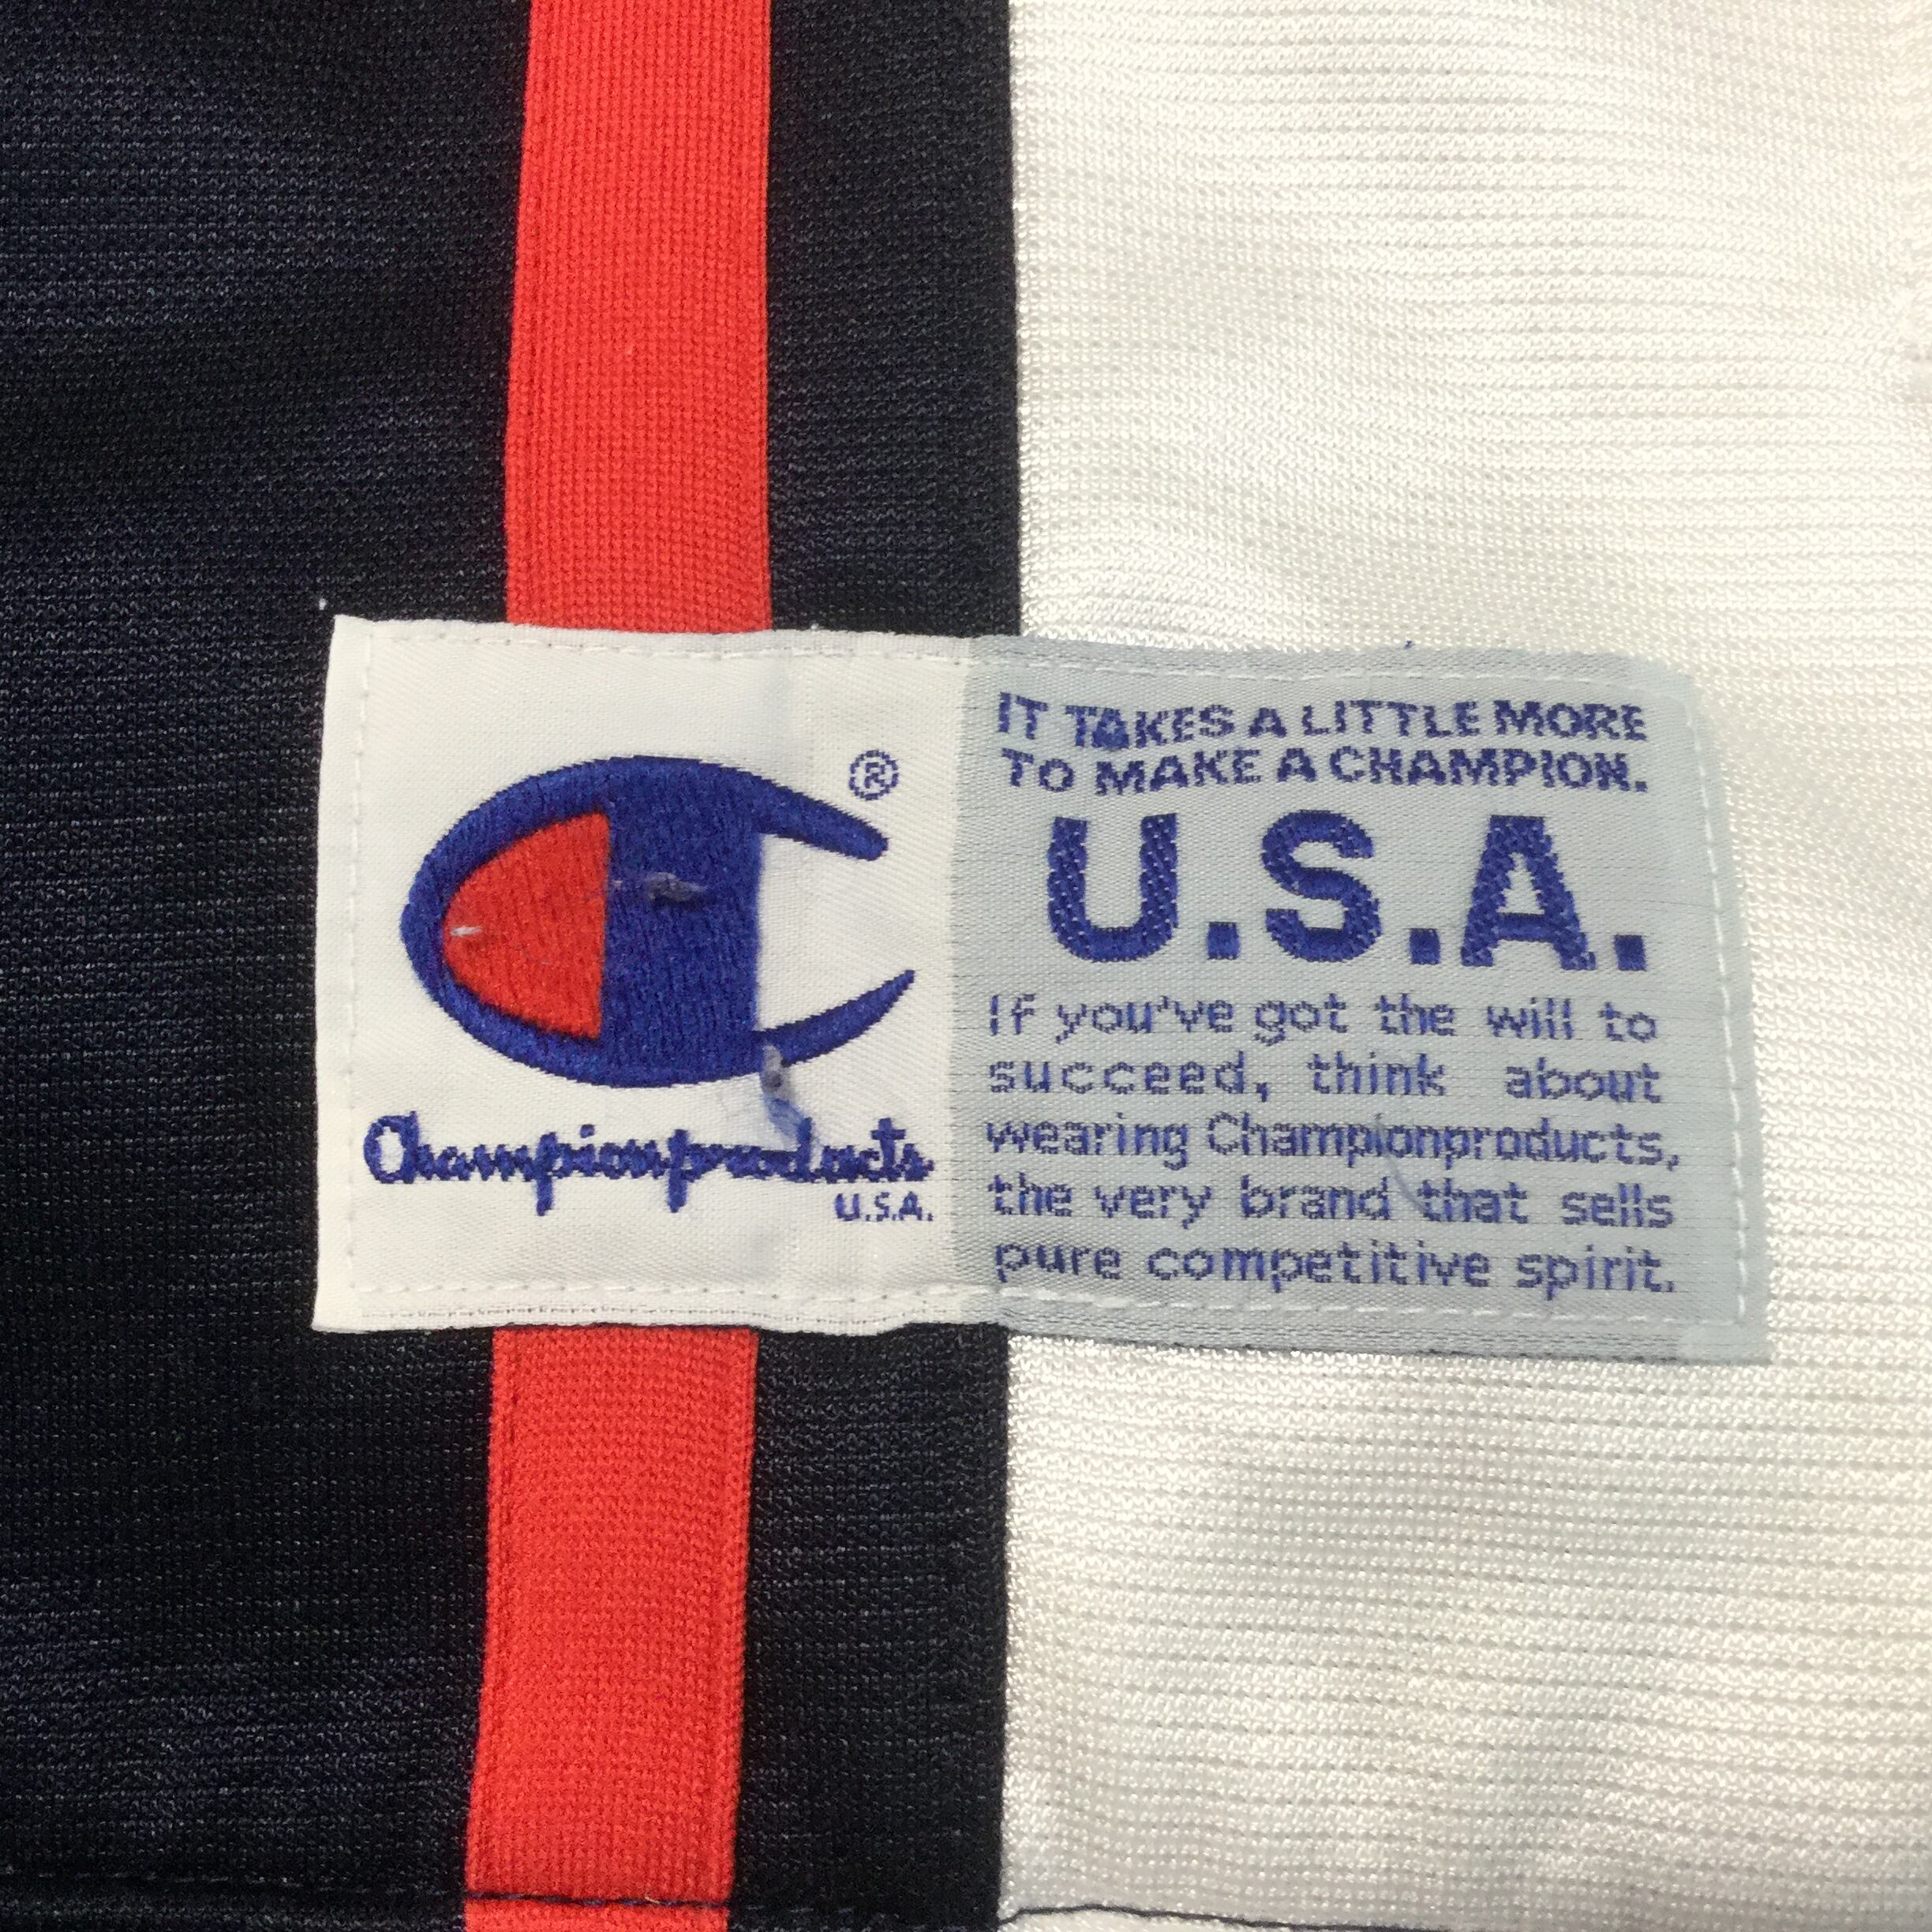 ®
Championproducts
U.S.A.
IT TAKES A LITTLE MORE
TO MAKE A CHAMPION.
U.S.A.
If you've got the will to
succeed, think about
wearing Championproducts,
the very brand that sells
pure competitive spirit.